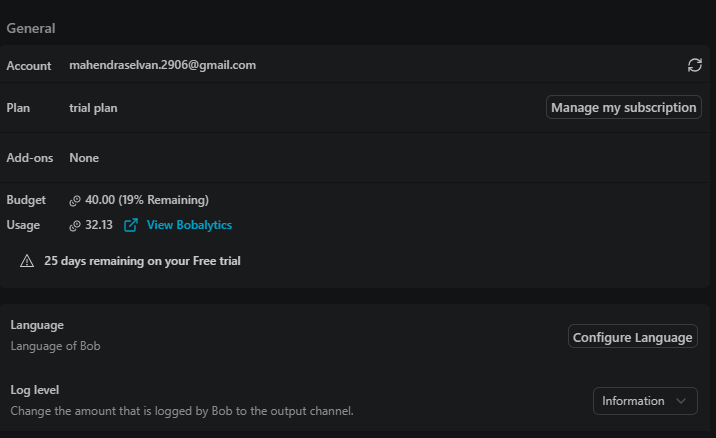 General
Account mahendraselvan.2906@gmail.com
Plan trial plan Manage my subscription
Add-ons None
Budget 40.00 (19% Remaining)
Usage 32.13 View Bobalytics
25 days remaining on your Free trial
Language
Language of Bob
Configure Language
Log level
Change the amount that is logged by Bob to the output channel.
Information